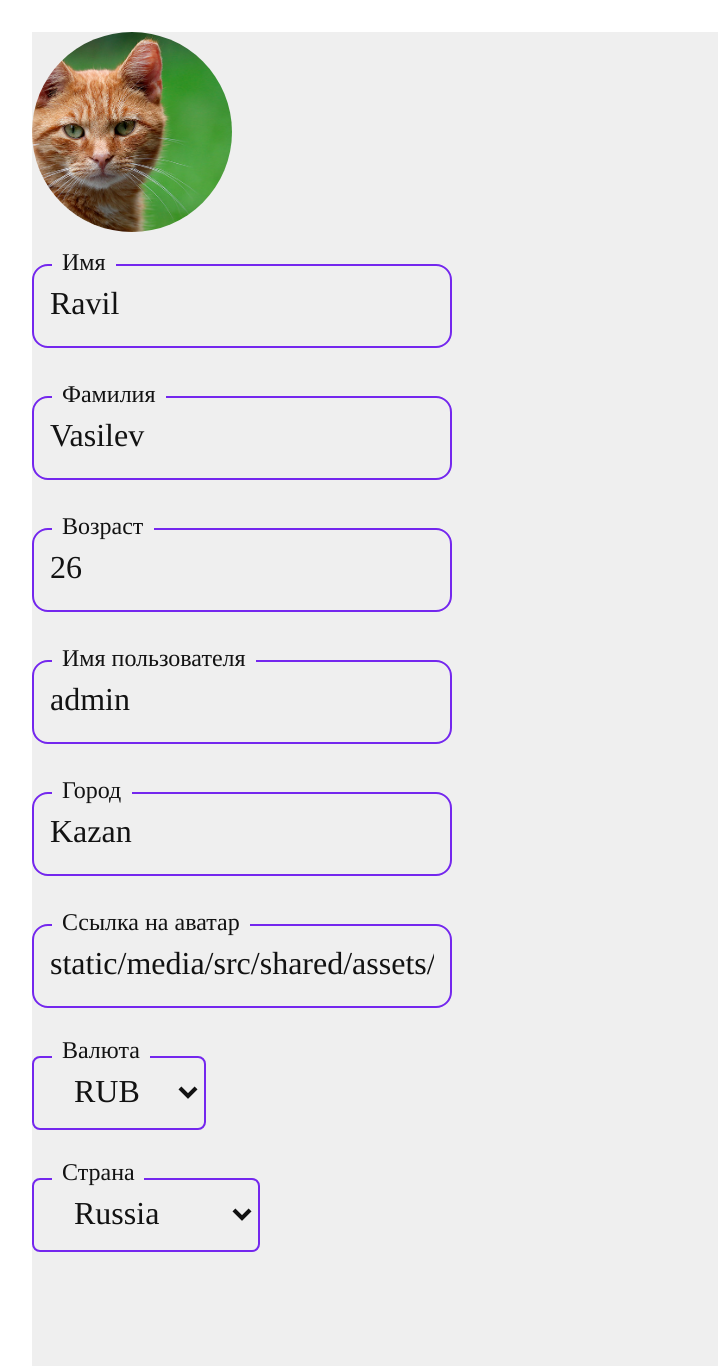 Имя
Ravil
Фамилия
Vasilev
Возраст
26
Имя пользователя
admin
Город
Kazan
Ссылка на аватар
static/media/src/shared/assets/
Валюта
RUB
Страна
Russia